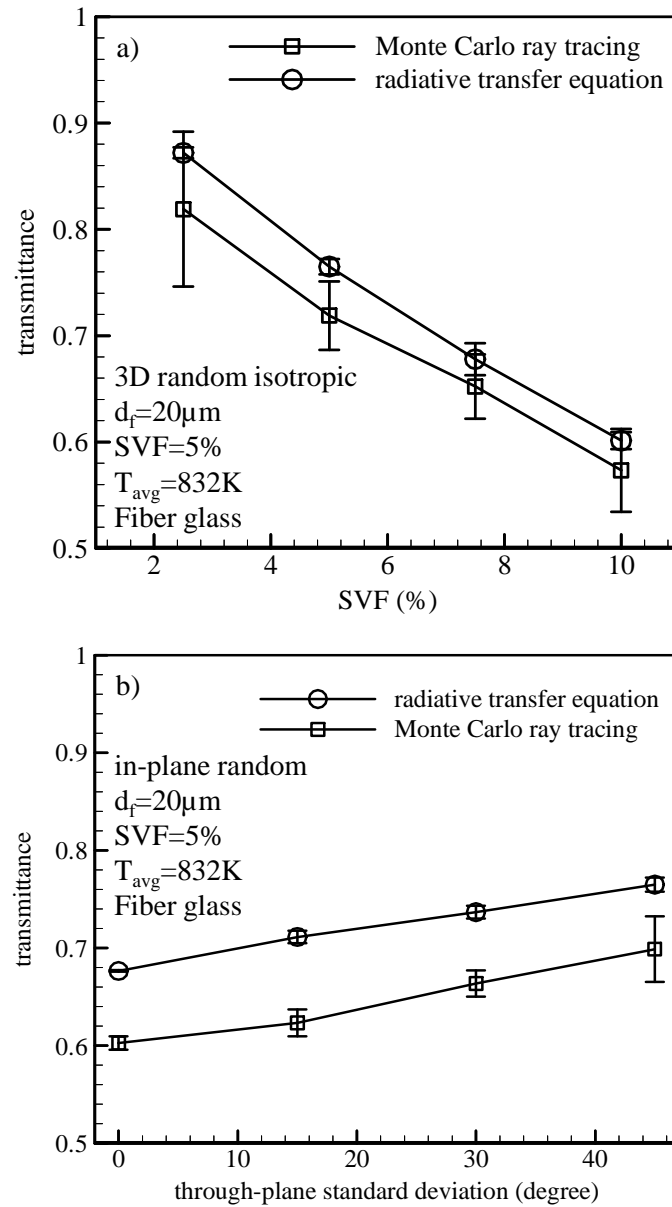 1
a)
Monte Carlo ray tracing
radiative transfer equation
0.9
0.8
transmittance
0.7
3D random isotropic
d_f=20µm
SVF=5%
T_avg=832K
Fiber glass
0.6
0.5
2 4 6 8 10
SVF (%)
1
b)
radiative transfer equation
Monte Carlo ray tracing
0.9
in-plane random
d_f=20µm
SVF=5%
T_avg=832K
Fiber glass
0.8
transmittance
0.7
0.6
0.5
0 10 20 30 40
through-plane standard deviation (degree)